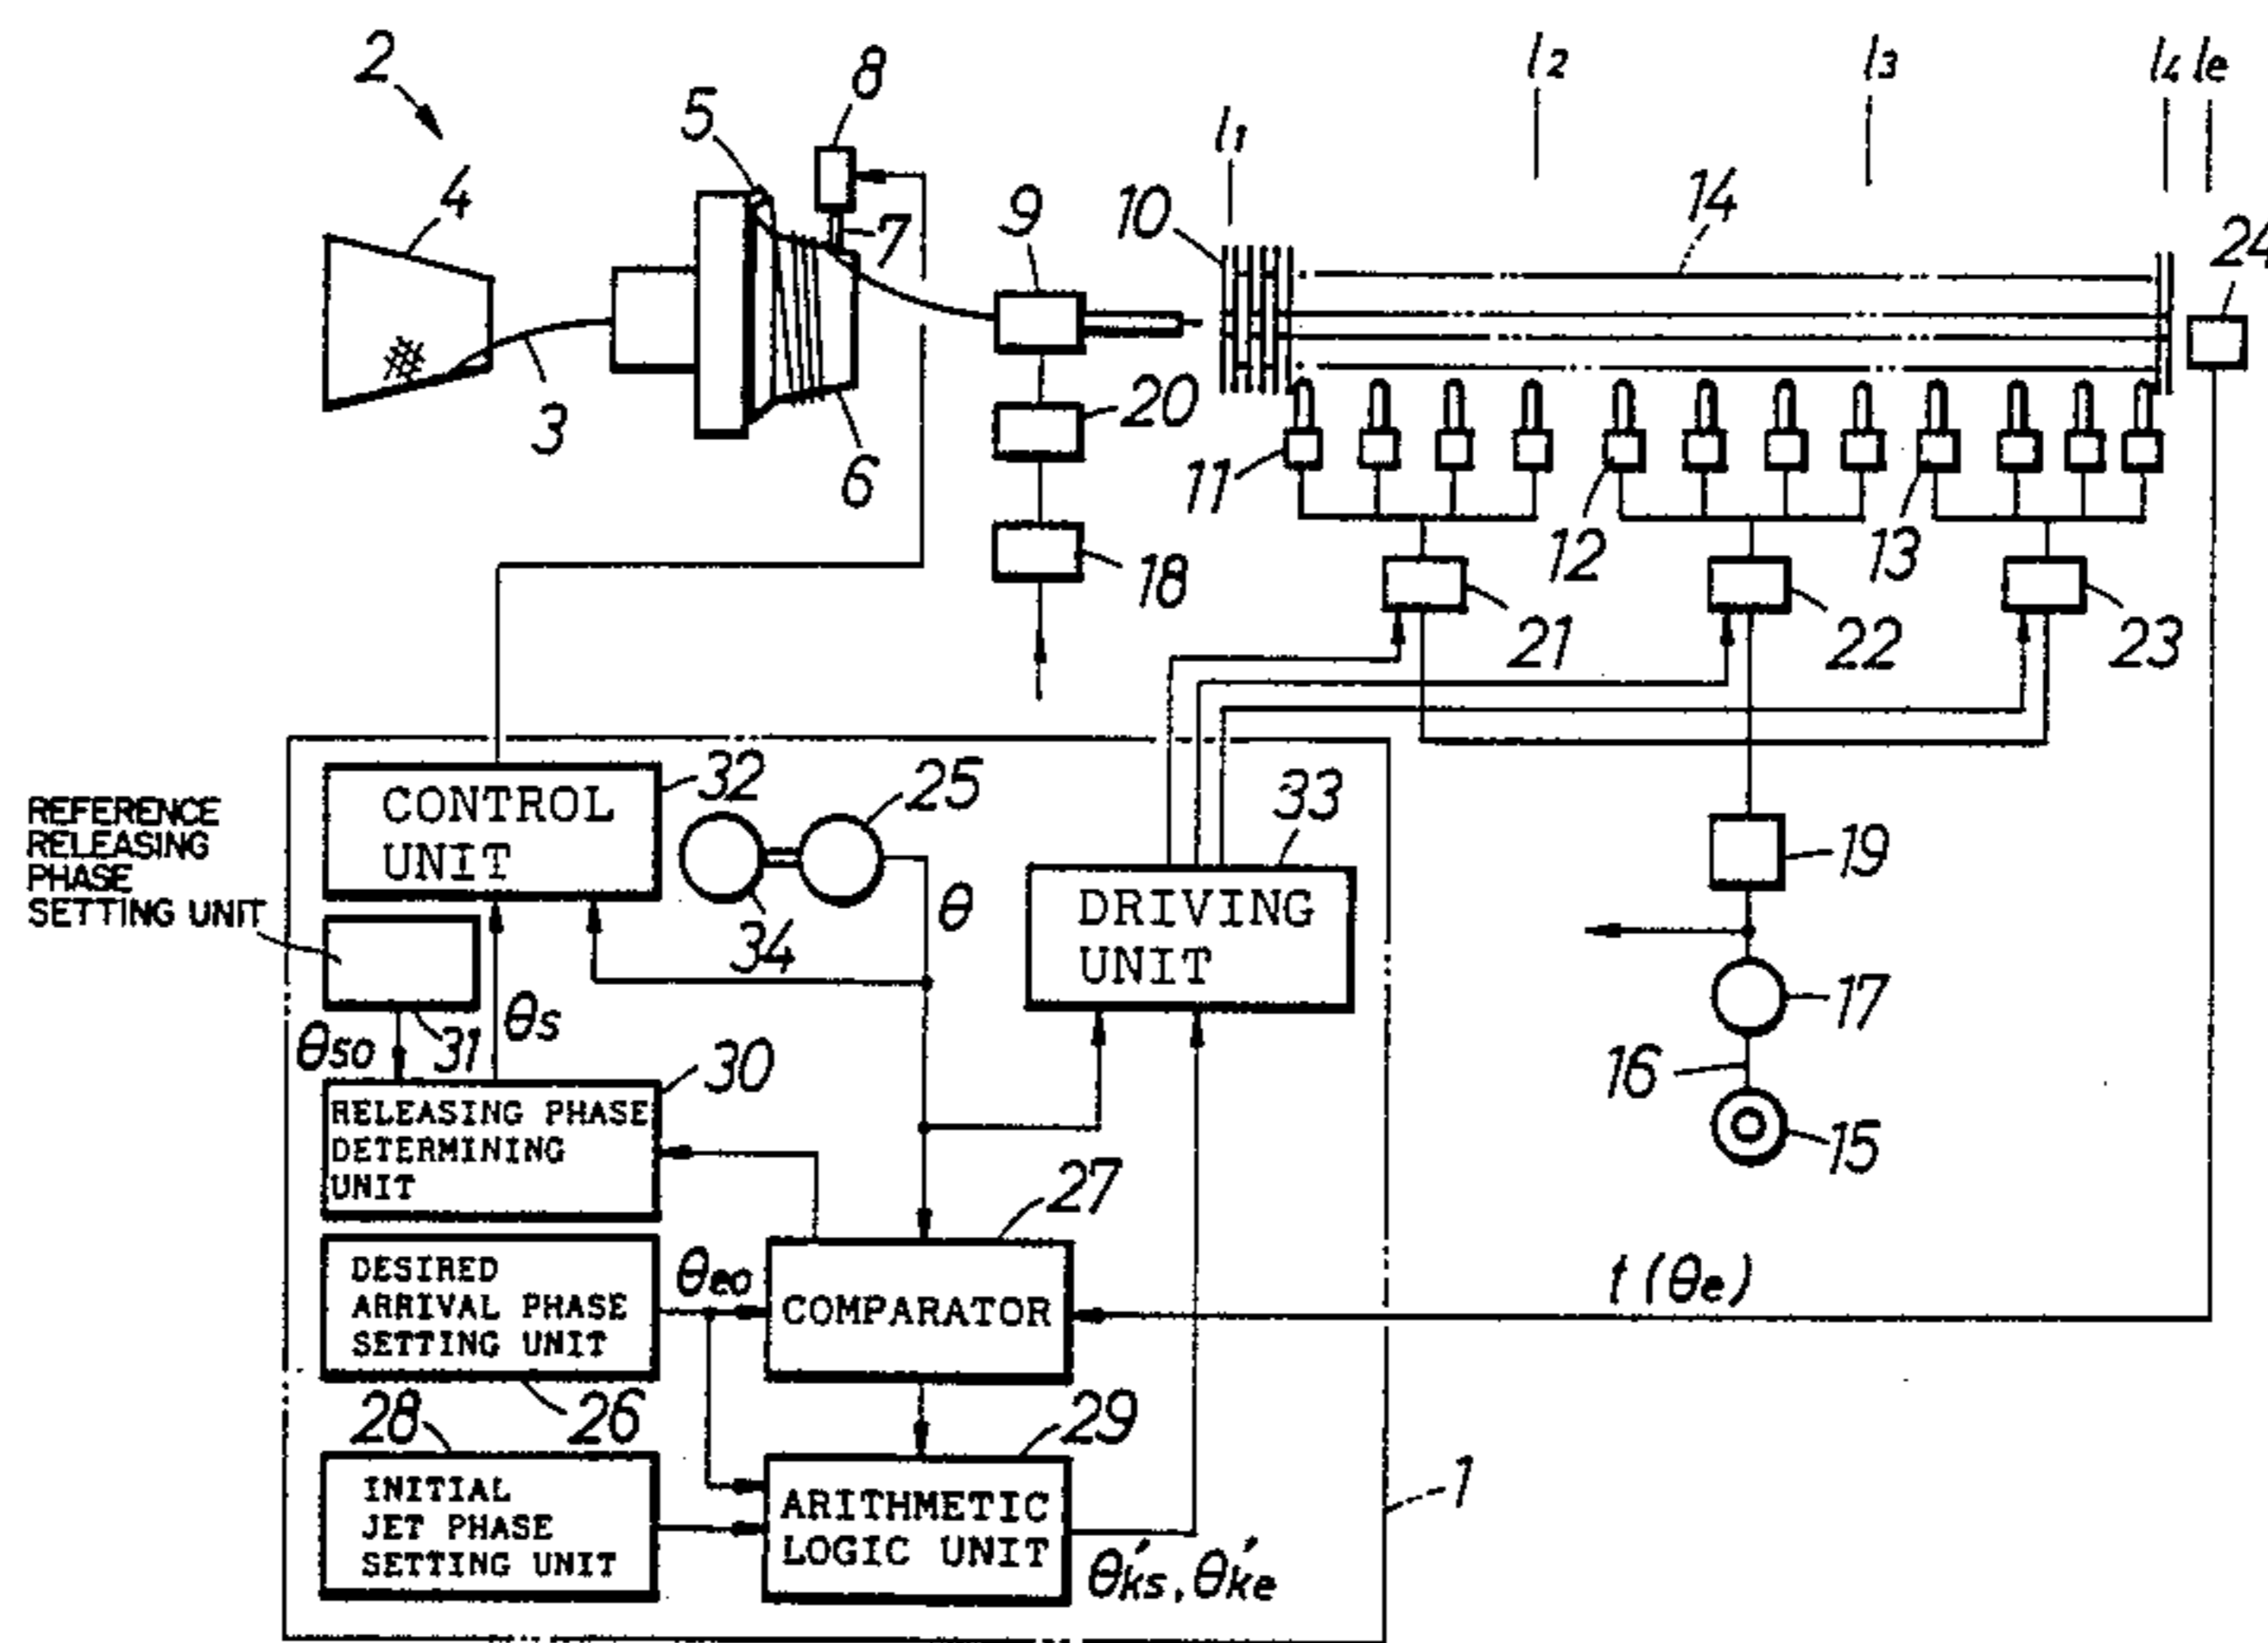 2
8
5
4
7
3
6
9
20
18
l1
l2
l3
l4 le
10
14
24
11
12
13
21
22
23
REFERENCE
RELEASING
PHASE
SETTING UNIT
CONTROL
UNIT
32
25
34
θ
33
DRIVING
UNIT
19
17
16
15
31
θso
θs
30
RELEASING PHASE
DETERMINING
UNIT
27
DESIRED
ARRIVAL PHASE
SETTING UNIT
26
θeo
COMPARATOR
t (θe)
28
INITIAL
JET PHASE
SETTING UNIT
29
ARITHMETIC
LOGIC UNIT
θ'ks, θ'ke
1